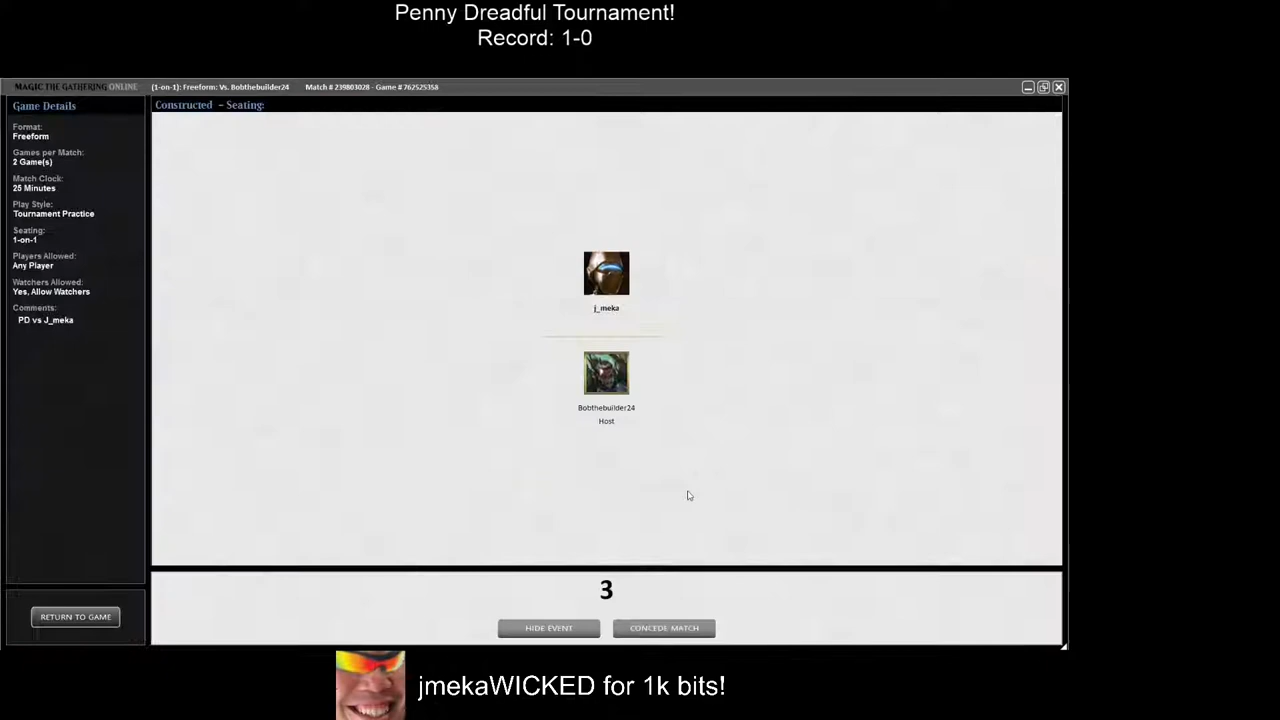 Penny Dreadful Tournament!
Record: 1-0
MAGIC THE GATHERING ONLINE
(1-on-1): Freeform: Vs. Bobthebuilder24
Match # 239803028 - Game # 762525358
Game Details
Constructed - Seating:
Format:
Freeform
Games per Match:
2 Game(s)
Match Clock:
25 Minutes
Play Style:
Tournament Practice
Seating:
1-on-1
Players Allowed:
Any Player
Watchers Allowed:
Yes, Allow Watchers
Comments:
PD vs J_meka
j_meka
Bobthebuilder24
Host
3
RETURN TO GAME
HIDE EVENT
CONCEDE MATCH
jmekaWICKED for 1k bits!